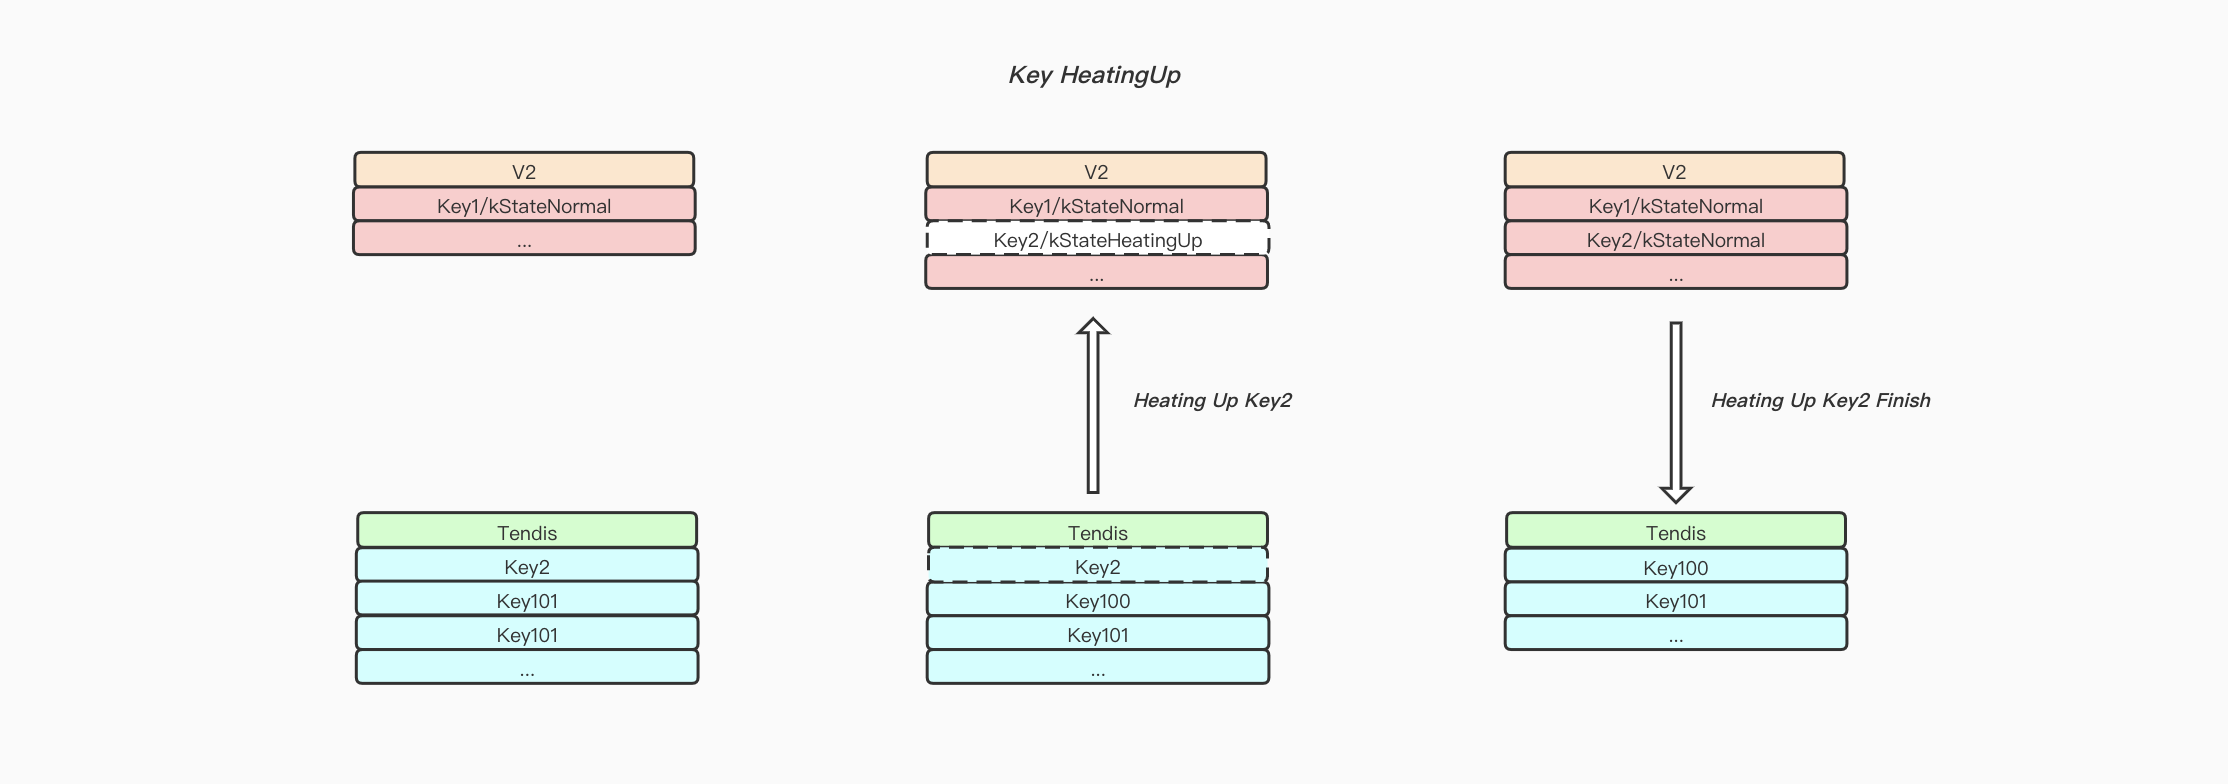 Key HeatingUp
V2
Key1/kStateNormal
...
Tendis
Key2
Key101
Key101
...
V2
Key1/kStateNormal
Key2/kStateHeatingUp
...
Heating Up Key2
Tendis
Key2
Key100
Key101
...
V2
Key1/kStateNormal
Key2/kStateNormal
...
Heating Up Key2 Finish
Tendis
Key100
Key101
...